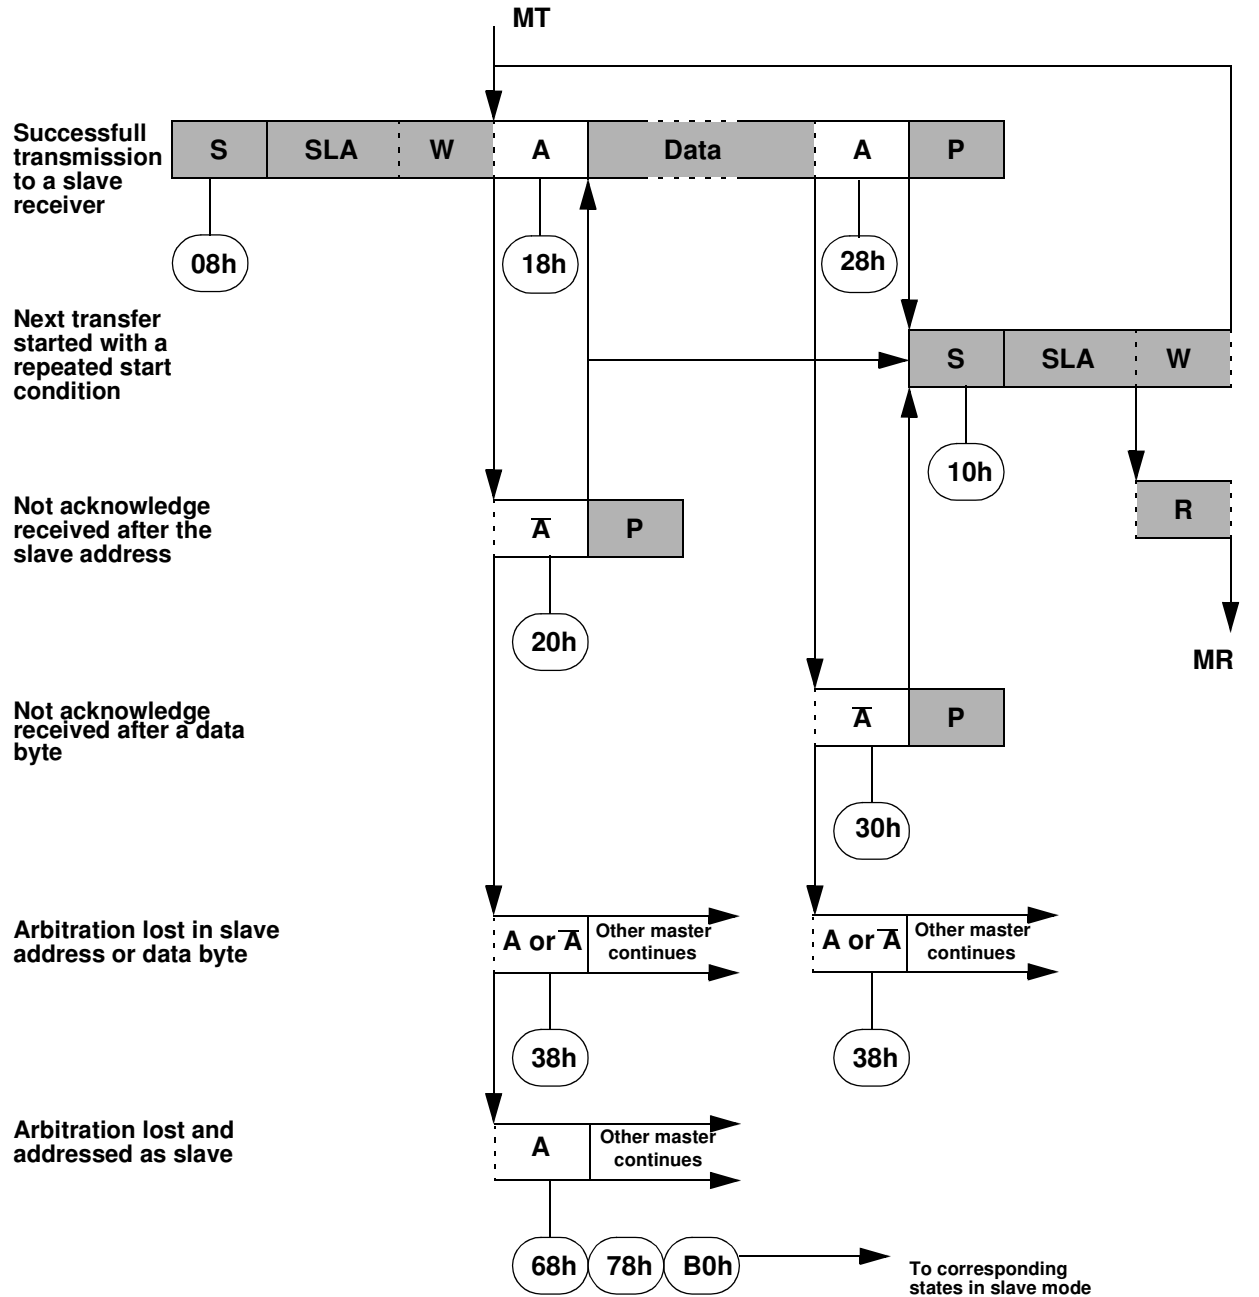 MT
Successfull
transmission
to a slave
receiver
S SLA W A Data A P
08h 18h 28h
Next transfer
started with a
repeated start
condition
S SLA W
10h
Not acknowledge
received after the
slave address
A̅ P
R
20h
MR
Not acknowledge
received after a data
byte
A̅ P
30h
Arbitration lost in slave
address or data byte
A or A̅
Other master
continues
A or A̅
Other master
continues
38h 38h
Arbitration lost and
addressed as slave
A
Other master
continues
68h 78h B0h
To corresponding
states in slave mode